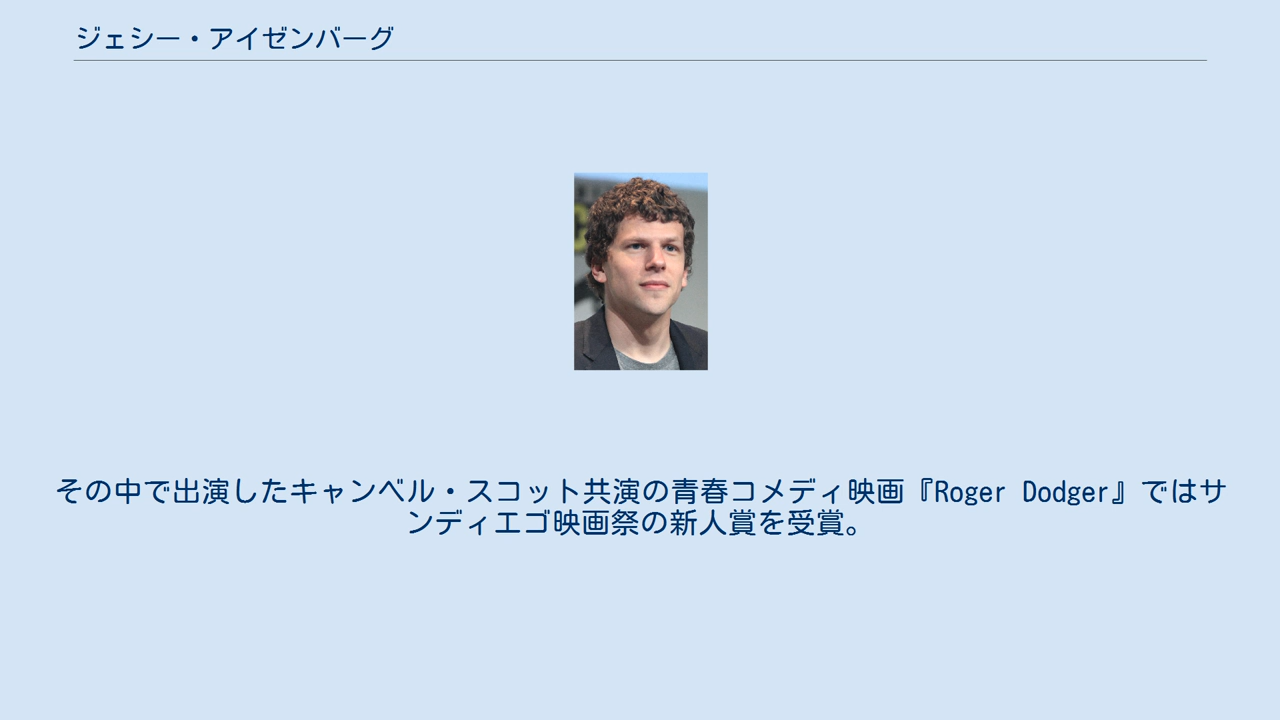 ジェシー・アイゼンバーグ
その中で出演したキャンベル・スコット共演の青春コメディ映画『Roger Dodger』ではサ
ンディエゴ映画祭の新人賞を受賞。